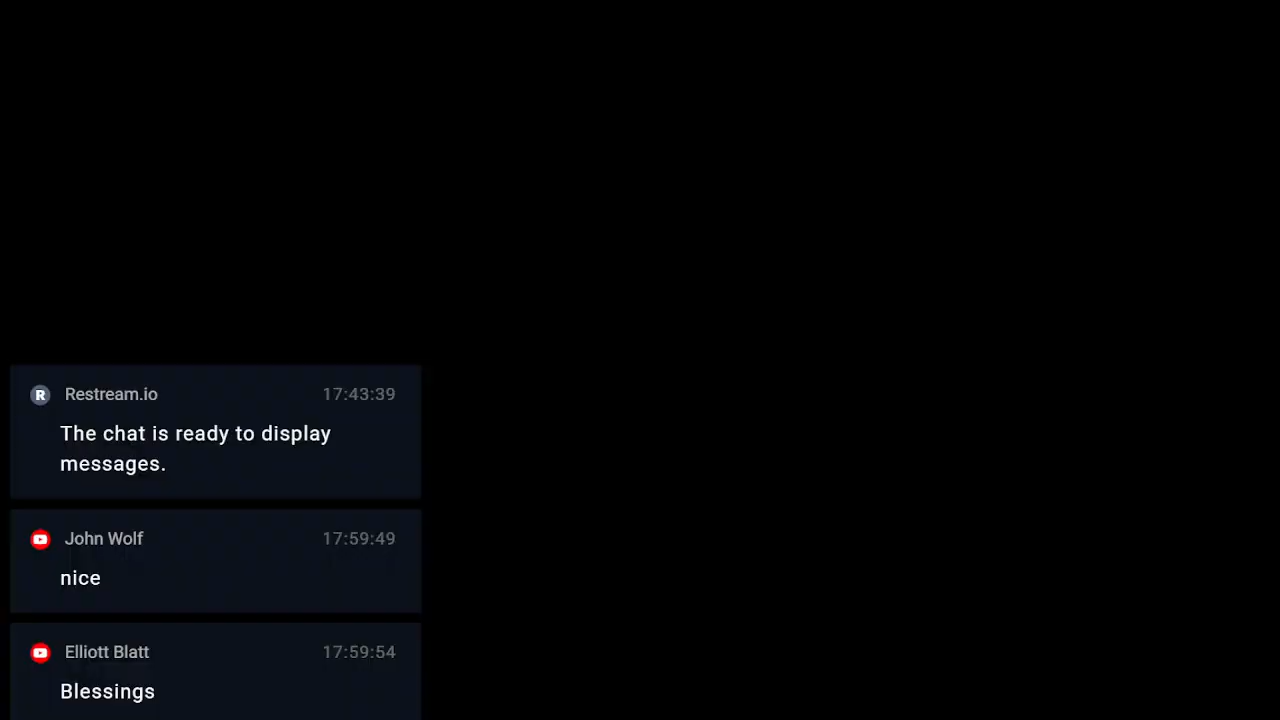 R Restream.io 17:43:39
The chat is ready to display
messages.
John Wolf 17:59:49
nice
Elliott Blatt 17:59:54
Blessings